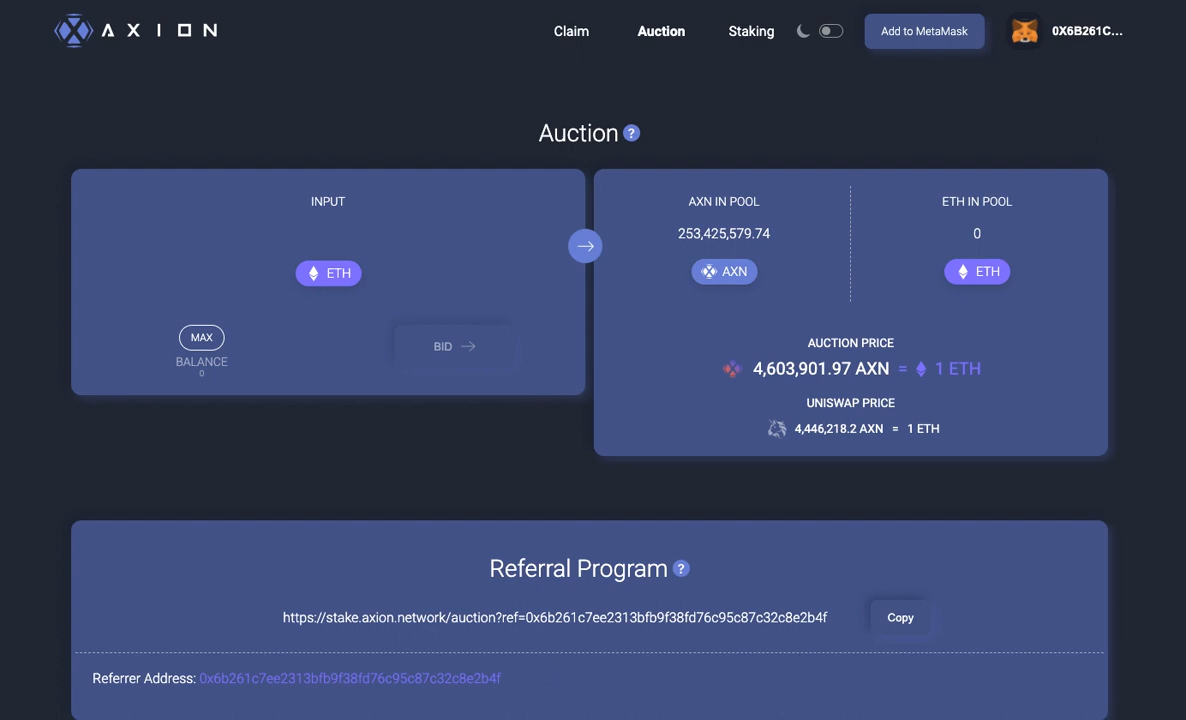 AXION
Claim
Auction
Staking
Add to MetaMask
0X6B261C...
Auction ?
INPUT
ETH
MAX
BALANCE
0
BID
AXN IN POOL
253,425,579.74
AXN
ETH IN POOL
0
ETH
AUCTION PRICE
4,603,901.97 AXN = 1 ETH
UNISWAP PRICE
4,446,218.2 AXN = 1 ETH
Referral Program ?
https://stake.axion.network/auction?ref=0x6b261c7ee2313bfb9f38fd76c95c87c32c8e2b4f
Copy
Referrer Address: 0x6b261c7ee2313bfb9f38fd76c95c87c32c8e2b4f